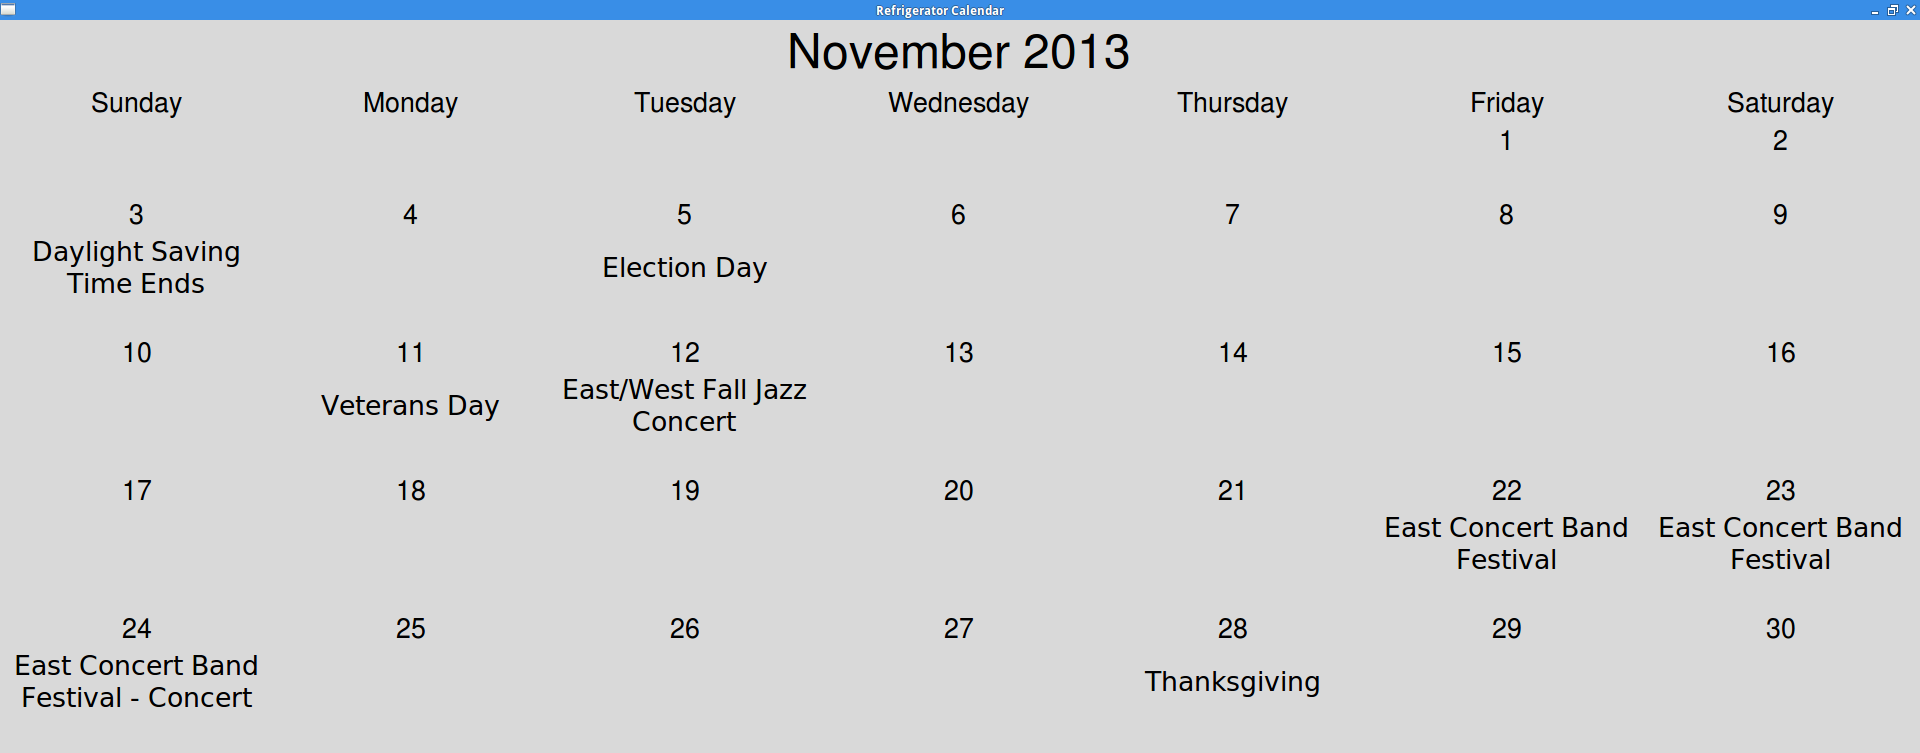 Refrigerator Calendar
November 2013
Sunday Monday Tuesday Wednesday Thursday Friday Saturday
1 2
3 4 5 6 7 8 9
Daylight Saving
Time Ends
Election Day
10 11 12 13 14 15 16
Veterans Day
East/West Fall Jazz
Concert
17 18 19 20 21 22 23
East Concert Band
Festival
East Concert Band
Festival
24 25 26 27 28 29 30
East Concert Band
Festival - Concert
Thanksgiving